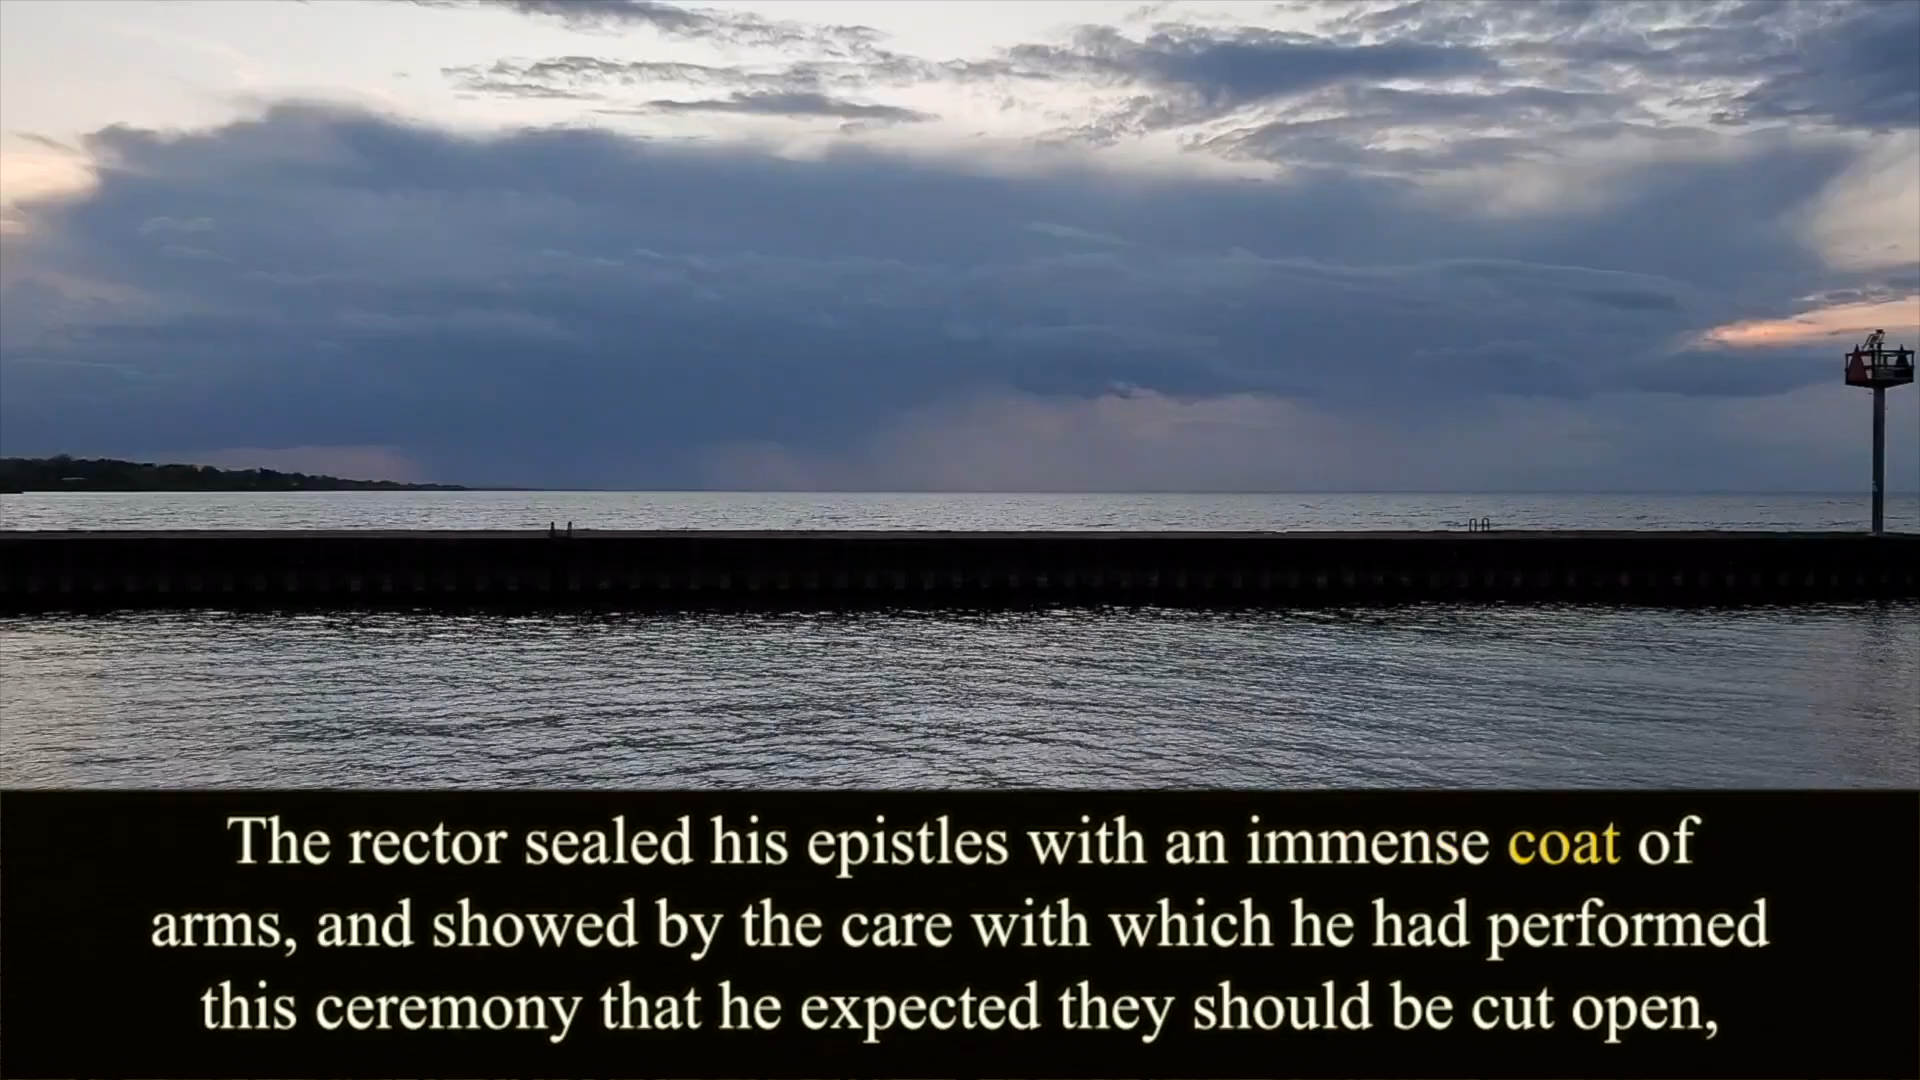 The rector sealed his epistles with an immense coat of
arms, and showed by the care with which he had performed
this ceremony that he expected they should be cut open,